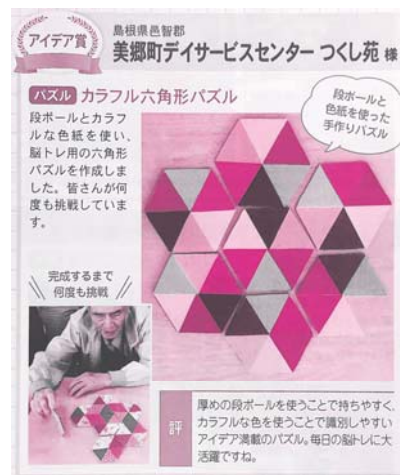 アイデア賞
島根県邑智郡
美郷町デイサービスセンター つくし苑 様
パズル カラフル六角形パズル
段ボールとカラフ
ルな色紙を使い、
脳トレ用の六角形
パズルを作成しま
した。皆さんが何
度も挑戦していま
す。
段ボールと
色紙を使った
手作りパズル
完成するまで
何度も挑戦
評
厚めの段ボールを使うことで持ちやすく、
カラフルな色を使うことで識別しやすい
アイデア満載のパズル。毎日の脳トレに大
活躍ですね。